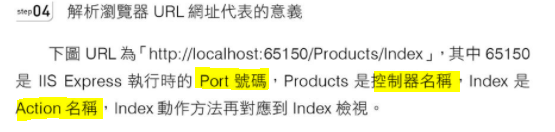 step04 解析瀏覽器 URL 網址代表的意義
下圖 URL 為「http://localhost:65150/Products/Index」,其中 65150
是 IIS Express 執行時的 Port 號碼,Products 是控制器名稱,Index 是
Action 名稱,Index 動作方法再對應到 Index 檢視。